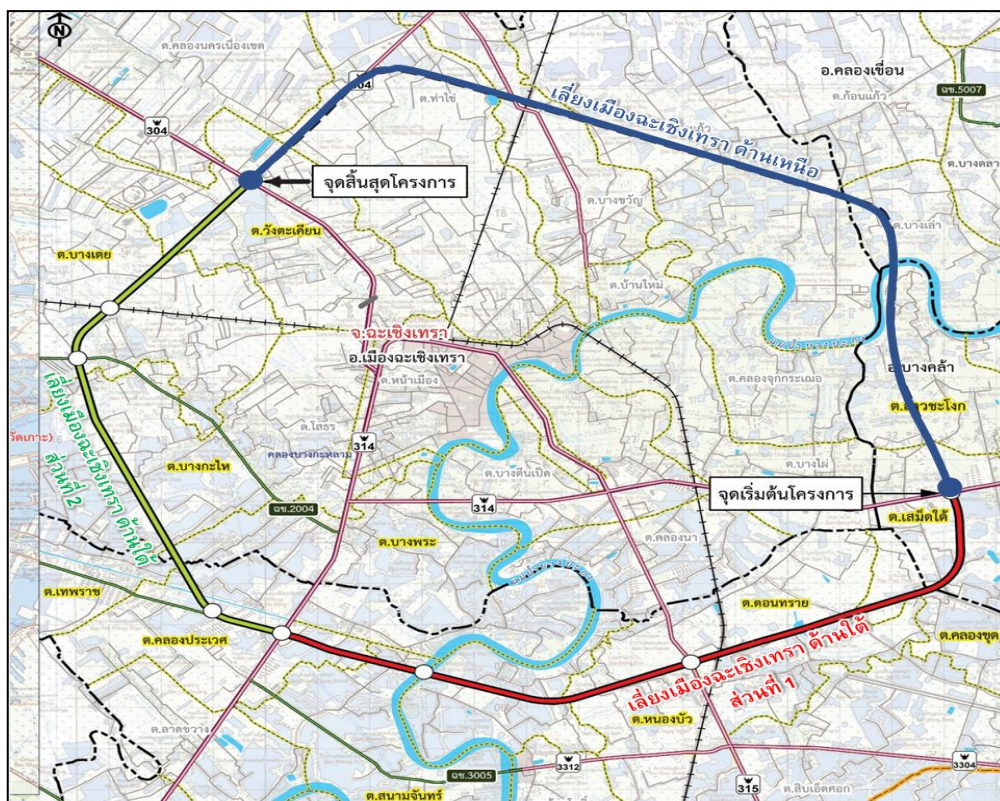 N
ต.คลองนครเนื่องเขต
304
304
ต.ท่าไข่
เลี่ยงเมืองฉะเชิงเทรา ด้านเหนือ
อ.คลองเขื่อน
ต.ก้อนแก้ว
ฉช.5007
ต.บางตลาด
จุดสิ้นสุดโครงการ
ต.บางขวัญ
ต.บางเตย
ต.วังตะเคียน
ต.บางเล่า
ต.บ้านใหม่
จ.ฉะเชิงเทรา
อ.เมืองฉะเชิงเทรา
ต.หน้าเมือง
ต.คลองจุกกระเฌอ
อ.บางคล้า
ต.สาวชะโงก
เลี่ยงเมืองฉะเชิงเทรา ด้านใต้
ส่วนที่ 2
วัดเกาะ)
ต.โสธร
314
คลองบางกะหลาม
ต.บางกะไห
ต.บางตีนเป็ด
ต.บางไผ่
จุดเริ่มต้นโครงการ
ฉช.2004
314
ต.เสม็ดใต้
ต.บางพระ
ต.คลองนา
ต.เทพราช
ต.ดอนทราย
ต.คลองประเวศ
ต.คลองขุด
เลี่ยงเมืองฉะเชิงเทรา ด้านใต้
ส่วนที่ 1
ต.หนองบัว
ต.ลาดขวาง
ฉช.3005
3312
3304
315
ต.สนามจันทร์
ต.สิบเอ็ดศอก